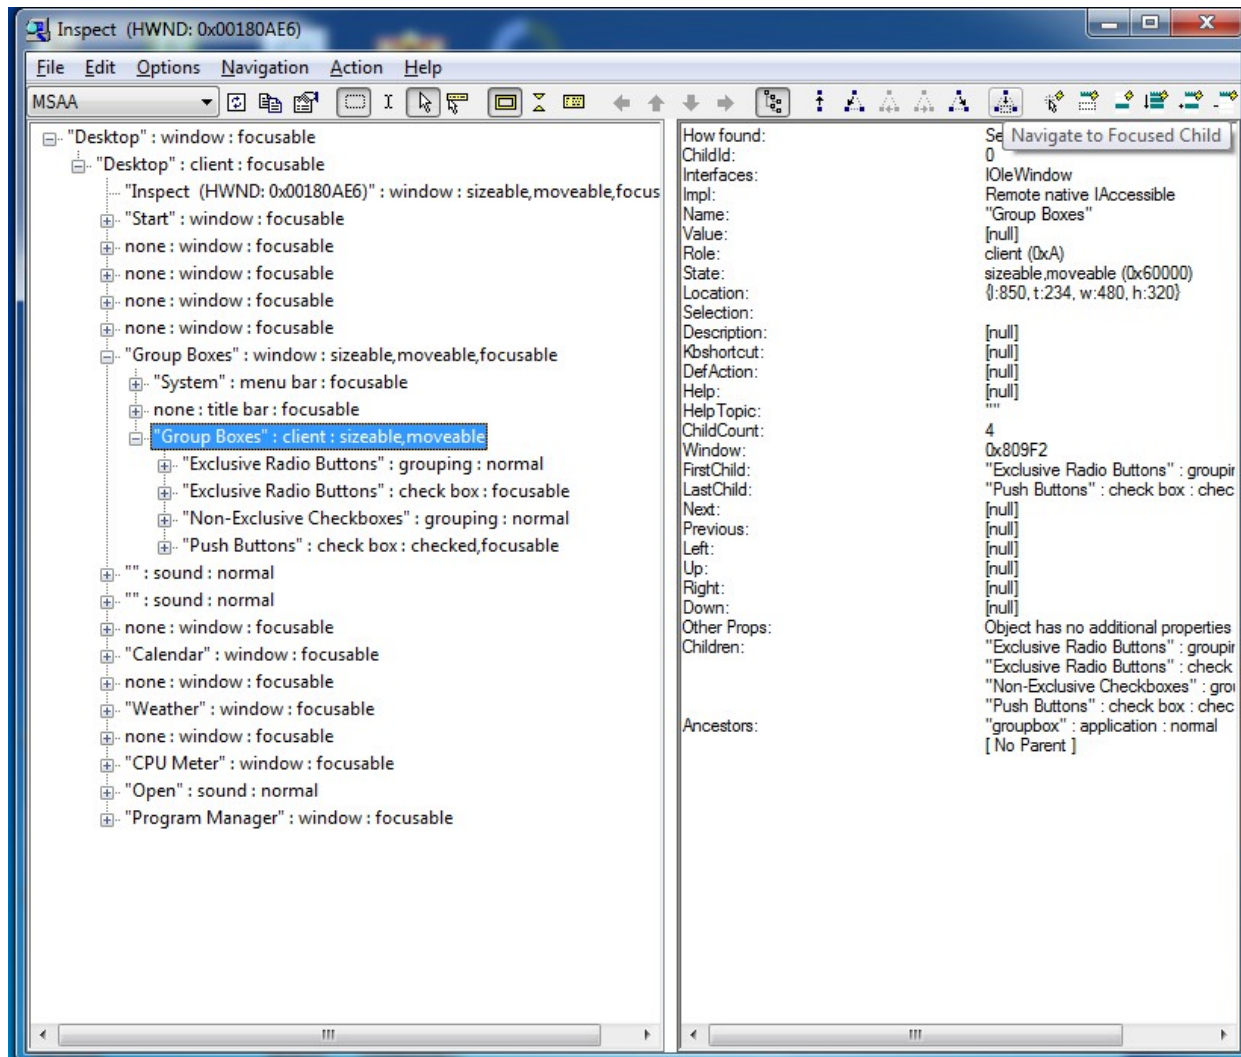 Inspect (HWND: 0x00180AE6)
File Edit Options Navigation Action Help
MSAA
Navigate to Focused Child
"Desktop" : window : focusable
"Desktop" : client : focusable
"Inspect (HWND: 0x00180AE6)" : window : sizeable,moveable,focus
"Start" : window : focusable
none : window : focusable
none : window : focusable
none : window : focusable
none : window : focusable
"Group Boxes" : window : sizeable,moveable,focusable
"System" : menu bar : focusable
none : title bar : focusable
"Group Boxes" : client : sizeable,moveable
"Exclusive Radio Buttons" : grouping : normal
"Exclusive Radio Buttons" : check box : focusable
"Non-Exclusive Checkboxes" : grouping : normal
"Push Buttons" : check box : checked,focusable
"" : sound : normal
"" : sound : normal
none : window : focusable
"Calendar" : window : focusable
none : window : focusable
"Weather" : window : focusable
none : window : focusable
"CPU Meter" : window : focusable
"Open" : sound : normal
"Program Manager" : window : focusable
How found: Se
ChildId: 0
Interfaces: IOleWindow
Impl: Remote native IAccessible
Name: "Group Boxes"
Value: [null]
Role: client (0xA)
State: sizeable,moveable (0x60000)
Location: {l:850, t:234, w:480, h:320}
Selection:
Description: [null]
Kbshortcut: [null]
DefAction: [null]
Help: [null]
HelpTopic: ""
ChildCount: 4
Window: 0x809F2
FirstChild: "Exclusive Radio Buttons" : groupin
LastChild: "Push Buttons" : check box : chec
Next: [null]
Previous: [null]
Left: [null]
Up: [null]
Right: [null]
Down: [null]
Other Props: Object has no additional properties
Children: "Exclusive Radio Buttons" : groupin
"Exclusive Radio Buttons" : check
"Non-Exclusive Checkboxes" : grou
"Push Buttons" : check box : chec
Ancestors: "groupbox" : application : normal
[ No Parent ]